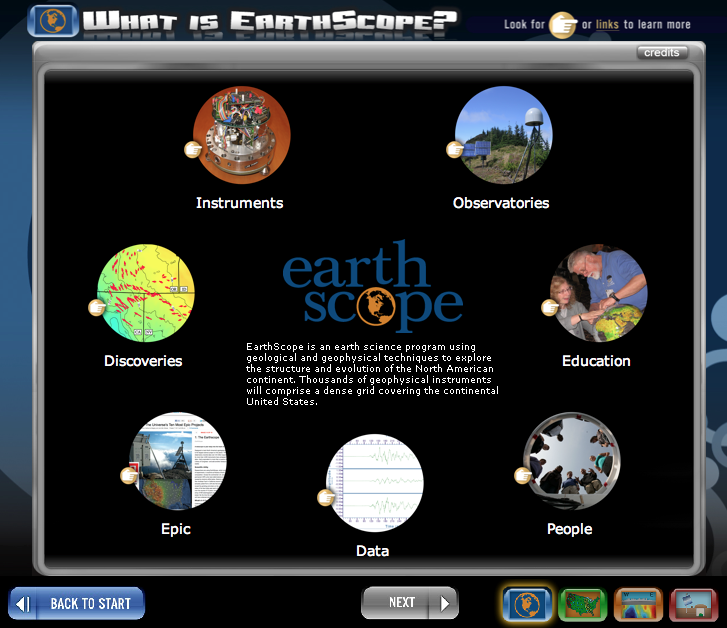 WHAT IS EARTHSCOPE?
Look for or links to learn more
credits
Instruments
Observatories
earth
scope
Discoveries
EarthScope is an earth science program using
geological and geophysical techniques to explore
the structure and evolution of the North American
continent. Thousands of geophysical instruments
will comprise a dense grid covering the continental
United States.
Education
Epic
Data
People
BACK TO START
NEXT
W E